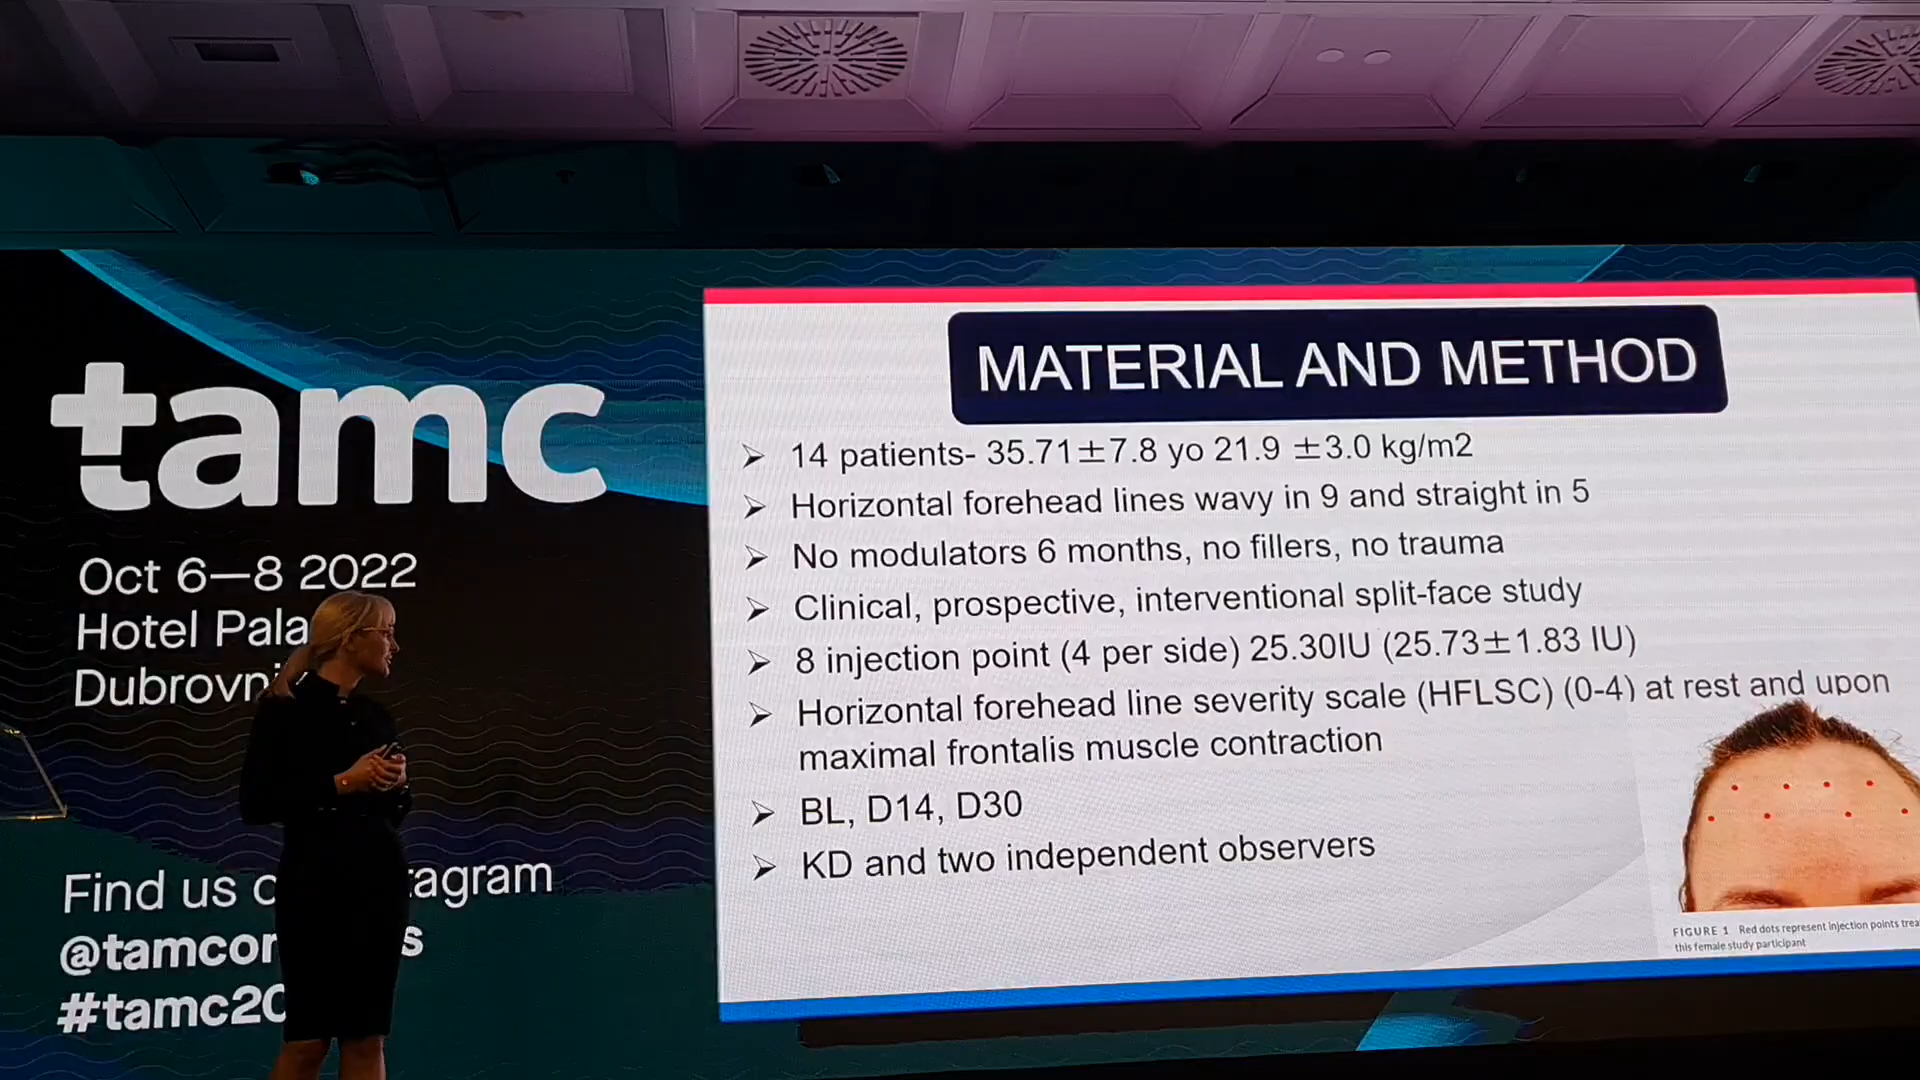 tamc
Oct 6—8 2022
Hotel Pala
Dubrovni
Find us o tagram
@tamcon s
#tamc20
MATERIAL AND METHOD
➢ 14 patients- 35.71±7.8 yo 21.9 ±3.0 kg/m2
➢ Horizontal forehead lines wavy in 9 and straight in 5
➢ No modulators 6 months, no fillers, no trauma
➢ Clinical, prospective, interventional split-face study
➢ 8 injection point (4 per side) 25.30IU (25.73±1.83 IU)
➢ Horizontal forehead line severity scale (HFLSC) (0-4) at rest and upon
maximal frontalis muscle contraction
➢ BL, D14, D30
➢ KD and two independent observers
FIGURE 1 Red dots represent injection points trea
this female study participant